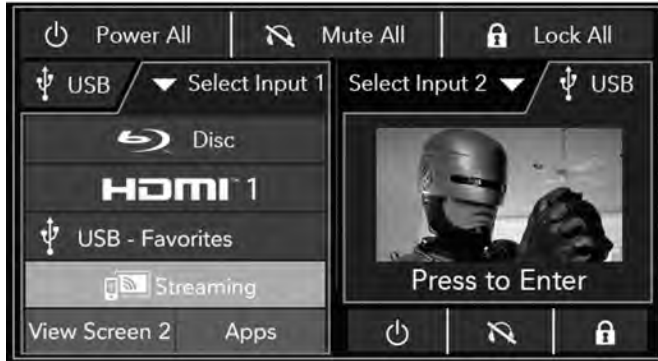 Power All
Mute All
Lock All
USB
Select Input 1
Select Input 2
USB
Disc
HDMI™ 1
USB - Favorites
Streaming
View Screen 2
Apps
Press to Enter